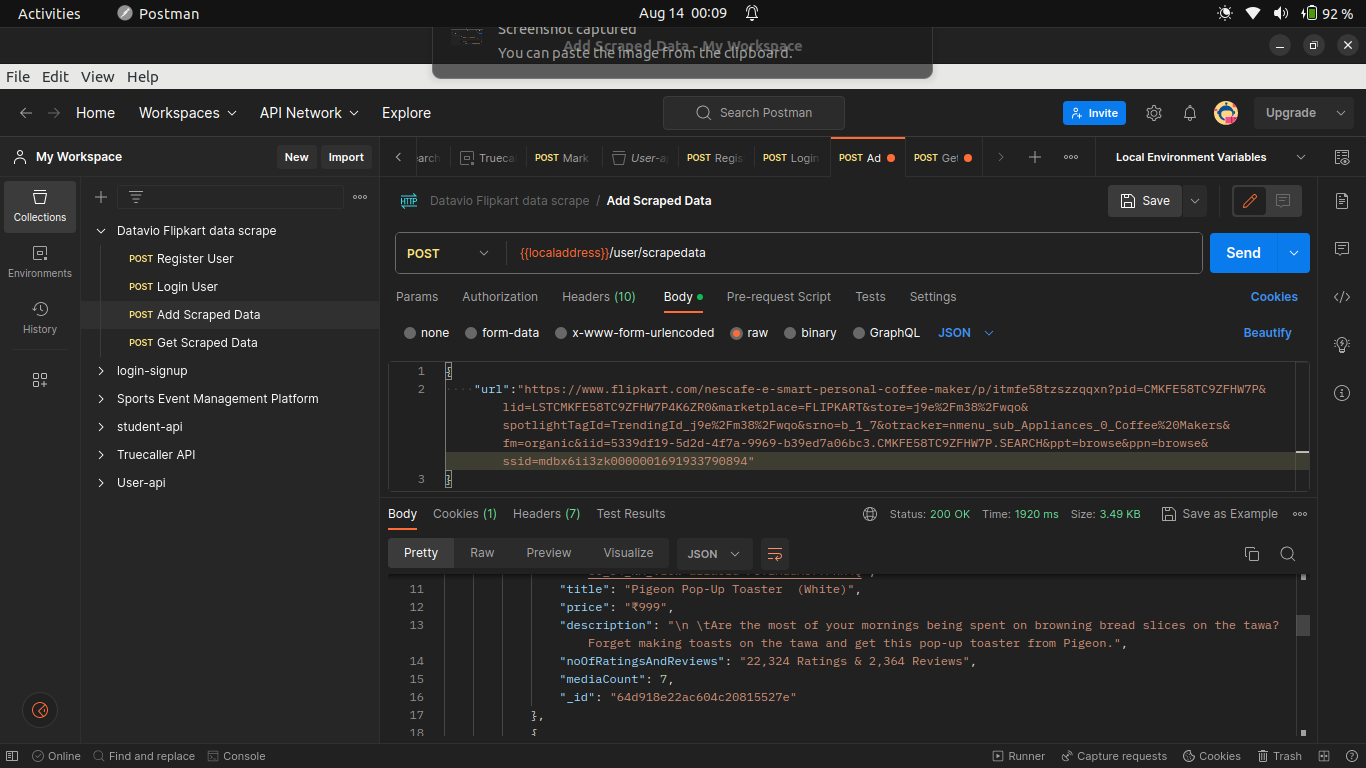 Activities
Postman
Aug 14 00:09
92 %
Screenshot captured
Add Scraped Data - My Workspace
You can paste the image from the clipboard.
File Edit View Help
Home
Workspaces
API Network
Explore
Search Postman
Invite
Upgrade
My Workspace
New
Import
earch
Trueca
POST Mark
User-a
POST Regis
POST Login
POST Ad
POST Get
Local Environment Variables
Collections
Environments
History
Datavio Flipkart data scrape
POST Register User
POST Login User
POST Add Scraped Data
POST Get Scraped Data
login-signup
Sports Event Management Platform
student-api
Truecaller API
User-api
HTTP
Datavio Flipkart data scrape / Add Scraped Data
Save
POST
{{localaddress}}/user/scrapedata
Send
Params Authorization Headers (10) Body Pre-request Script Tests Settings
Cookies
none form-data x-www-form-urlencoded raw binary GraphQL JSON
Beautify
1 {
2 "url":"https://www.flipkart.com/nescafe-e-smart-personal-coffee-maker/p/itmfe58tzszzqqxn?pid=CMKFE58TC9ZFHW7P&
lid=LSTCMKFE58TC9ZFHW7P4K6ZR0&marketplace=FLIPKART&store=j9e%2Fm38%2Fwqo&
spotlightTagId=TrendingId_j9e%2Fm38%2Fwqo&srno=b_1_7&otracker=nmenu_sub_Appliances_0_Coffee%20Makers&
fm=organic&iid=5339df19-5d2d-4f7a-9969-b39ed7a06bc3.CMKFE58TC9ZFHW7P.SEARCH&ppt=browse&ppn=browse&
ssid=mdbx6ii3zk0000001691933790894"
3 }
Body Cookies (1) Headers (7) Test Results
Status: 200 OK Time: 1920 ms Size: 3.49 KB
Save as Example
Pretty Raw Preview Visualize
JSON
11 "title": "Pigeon Pop-Up Toaster  (White)",
12 "price": "₹999",
13 "description": "\n \tAre the most of your mornings being spent on browning bread slices on the tawa?
Forget making toasts on the tawa and get this pop-up toaster from Pigeon.",
14 "noOfRatingsAndReviews": "22,324 Ratings & 2,364 Reviews",
15 "mediaCount": 7,
16 "_id": "64d918e22ac604c20815527e"
17 },
18 {
Online
Find and replace
Console
Runner
Capture requests
Cookies
Trash